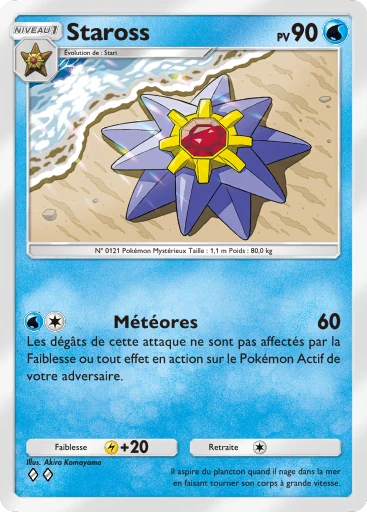 NIVEAU 1
Staross
PV 90
Évolution de : Stari
N° 0121 Pokémon Mystérieux Taille : 1,1 m Poids : 80,0 kg
Météores 60
Les dégâts de cette attaque ne sont pas affectés par la
Faiblesse ou tout effet en action sur le Pokémon Actif de
votre adversaire.
Faiblesse +20
Retraite
Illus. Akira Komayama
Il aspire du plancton quand il nage dans la mer
en faisant tourner son corps à grande vitesse.